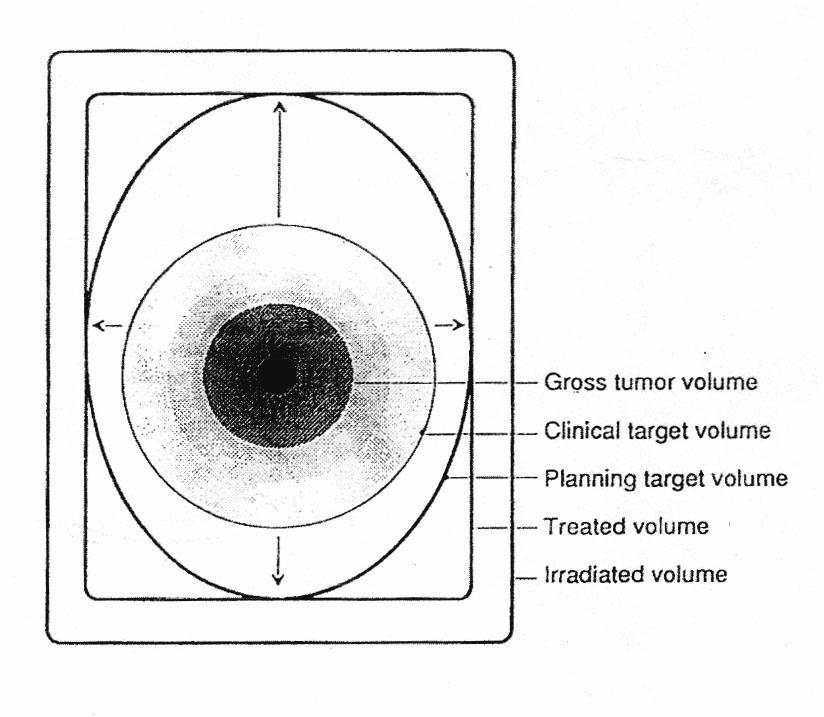 Gross tumor volume
Clinical target volume
Planning target volume
Treated volume
Irradiated volume